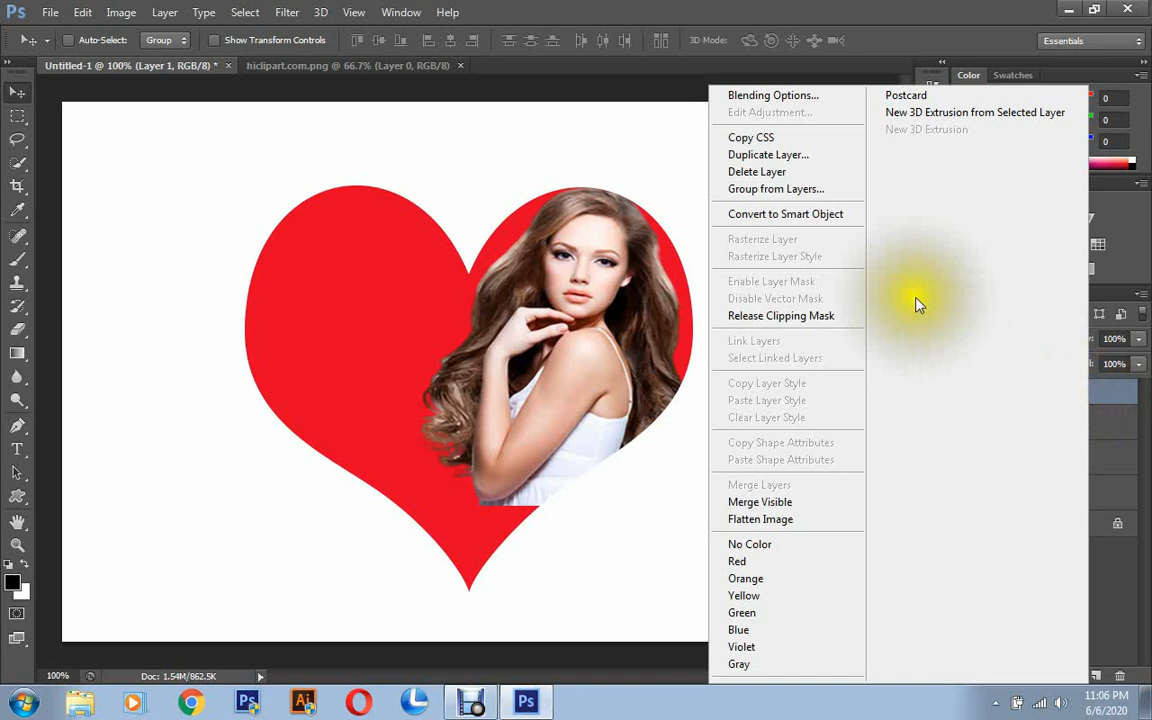 Ps File Edit Image Layer Type Select Filter 3D View Window Help
Auto-Select: Group Show Transform Controls 3D Mode: Essentials
Untitled-1 @ 100% (Layer 1, RGB/8) * × hiclipart.com.png @ 66.7% (Layer 0, RGB/8) × Color Swatches
Blending Options... Postcard 0
Edit Adjustment... New 3D Extrusion from Selected Layer 0
New 3D Extrusion
Copy CSS 0
Duplicate Layer...
Delete Layer
Group from Layers...
Convert to Smart Object
Rasterize Layer
Rasterize Layer Style
Enable Layer Mask
Disable Vector Mask
Release Clipping Mask
Link Layers 100%
Select Linked Layers 100%
Copy Layer Style
Paste Layer Style
Clear Layer Style
Copy Shape Attributes
Paste Shape Attributes
Merge Layers
Merge Visible
Flatten Image
No Color
Red
Orange
Yellow
Green
Blue
Violet
Gray
100% Doc: 1.54M/862.5K
11:06 PM
6/6/2020